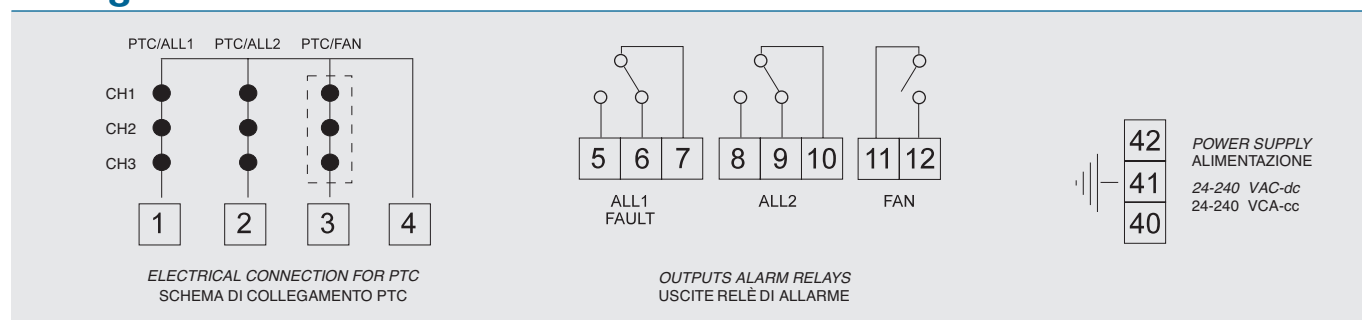 PTC/ALL1 PTC/ALL2 PTC/FAN
CH1
CH2
CH3
1 2 3 4
ELECTRICAL CONNECTION FOR PTC
SCHEMA DI COLLEGAMENTO PTC
5 6 7 8 9 10 11 12
ALL1 ALL2 FAN
FAULT
OUTPUTS ALARM RELAYS
USCITE RELÈ DI ALLARME
42
41
40
POWER SUPPLY
ALIMENTAZIONE
24-240 VAC-dc
24-240 VCA-cc